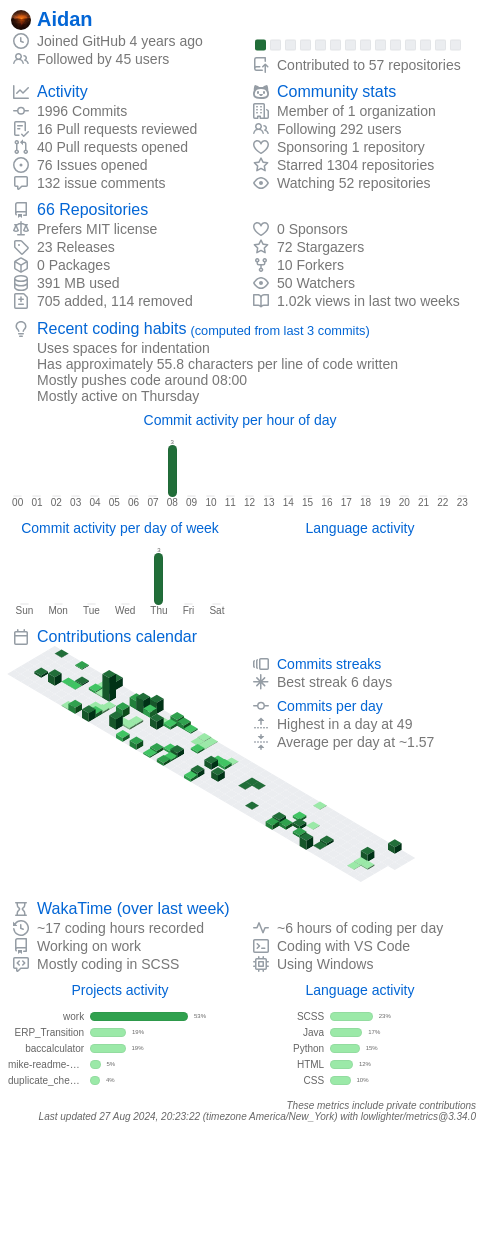 Aidan
Joined GitHub 4 years ago
Followed by 45 users
Contributed to 57 repositories
Activity
1996 Commits
16 Pull requests reviewed
40 Pull requests opened
76 Issues opened
132 issue comments
Community stats
Member of 1 organization
Following 292 users
Sponsoring 1 repository
Starred 1304 repositories
Watching 52 repositories
66 Repositories
Prefers MIT license
23 Releases
0 Packages
391 MB used
705 added, 114 removed
0 Sponsors
72 Stargazers
10 Forkers
50 Watchers
1.02k views in last two weeks
Recent coding habits (computed from last 3 commits)
Uses spaces for indentation
Has approximately 55.8 characters per line of code written
Mostly pushes code around 08:00
Mostly active on Thursday
Commit activity per hour of day
3
00 01 02 03 04 05 06 07 08 09 10 11 12 13 14 15 16 17 18 19 20 21 22 23
Commit activity per day of week
3
Sun Mon Tue Wed Thu Fri Sat
Language activity
Contributions calendar
Commits streaks
Best streak 6 days
Commits per day
Highest in a day at 49
Average per day at ~1.57
WakaTime (over last week)
~17 coding hours recorded
Working on work
Mostly coding in SCSS
~6 hours of coding per day
Coding with VS Code
Using Windows
Projects activity
work 53%
ERP_Transition 19%
baccalculator 19%
mike-readme-... 5%
duplicate_che... 4%
Language activity
SCSS 23%
Java 17%
Python 15%
HTML 12%
CSS 10%
These metrics include private contributions
Last updated 27 Aug 2024, 20:23:22 (timezone America/New_York) with lowlighter/metrics@3.34.0